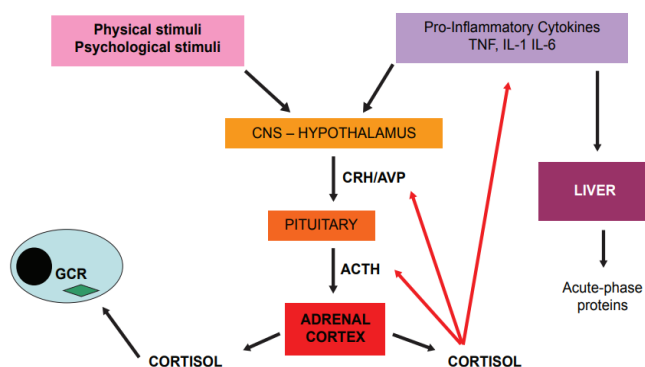 Physical stimuli
Psychological stimuli
Pro-Inflammatory Cytokines
TNF, IL-1 IL-6
CNS – HYPOTHALAMUS
CRH/AVP
LIVER
PITUITARY
GCR
ACTH
Acute-phase
proteins
ADRENAL
CORTEX
CORTISOL
CORTISOL